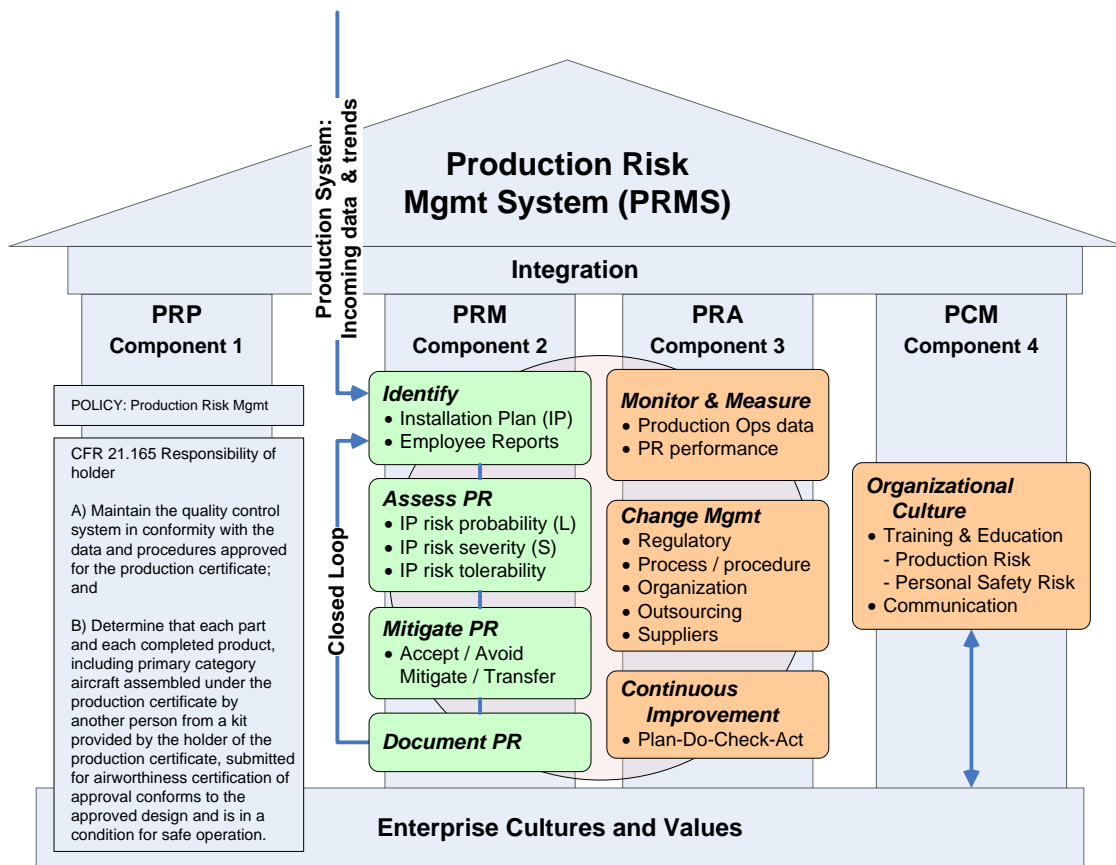 Production System:
Incoming data & trends
Production Risk
Mgmt System (PRMS)
Integration
PRP
Component 1
POLICY: Production Risk Mgmt
CFR 21.165 Responsibility of
holder
A) Maintain the quality control
system in conformity with the
data and procedures approved
for the production certificate;
and
B) Determine that each part
and each completed product,
including primary category
aircraft assembled under the
production certificate by
another person from a kit
provided by the holder of the
production certificate, submitted
for airworthiness certification of
approval conforms to the
approved design and is in a
condition for safe operation.
PRM
Component 2
Identify
• Installation Plan (IP)
• Employee Reports
Assess PR
• IP risk probability (L)
• IP risk severity (S)
• IP risk tolerability
Mitigate PR
• Accept / Avoid
Mitigate / Transfer
Document PR
Closed Loop
PRA
Component 3
Monitor & Measure
• Production Ops data
• PR performance
Change Mgmt
• Regulatory
• Process / procedure
• Organization
• Outsourcing
• Suppliers
Continuous
Improvement
• Plan-Do-Check-Act
PCM
Component 4
Organizational
Culture
• Training & Education
- Production Risk
- Personal Safety Risk
• Communication
Enterprise Cultures and Values